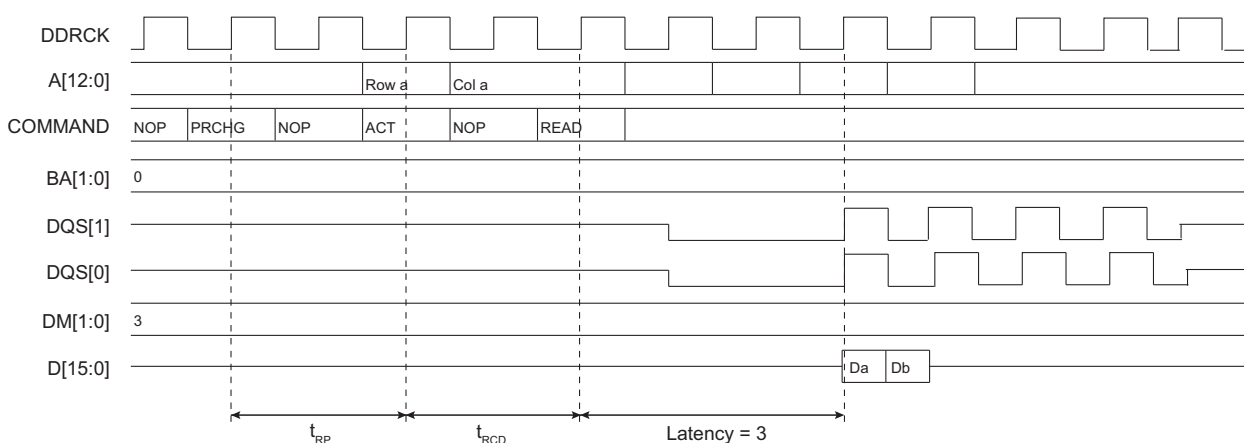 DDRCK
A[12:0] Row a Col a
COMMAND NOP PRCHG NOP ACT NOP READ
BA[1:0] 0
DQS[1]
DQS[0]
DM[1:0] 3
D[15:0] Da Db
tRP tRCD Latency = 3